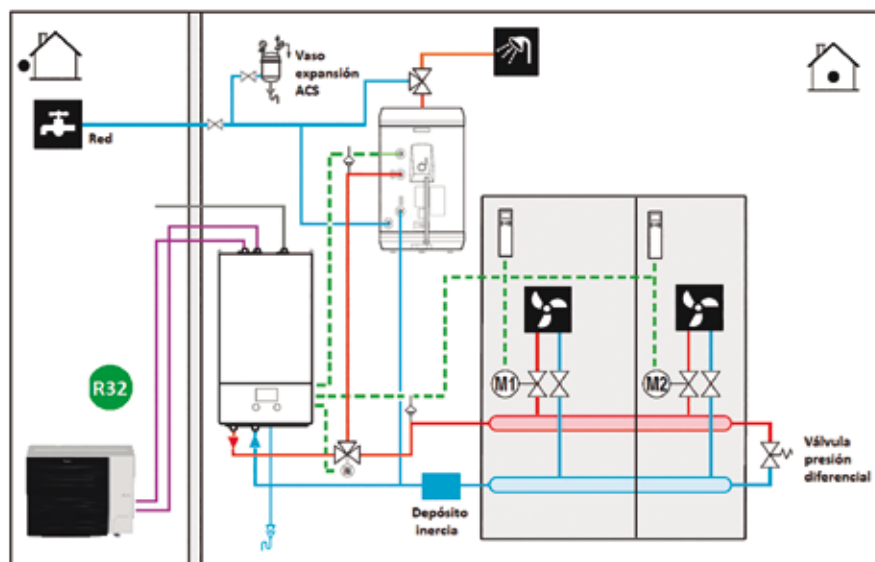 Vaso
expansión
ACS
Red
R32
M1
M2
Válvula
presión
diferencial
Depósito
inercia